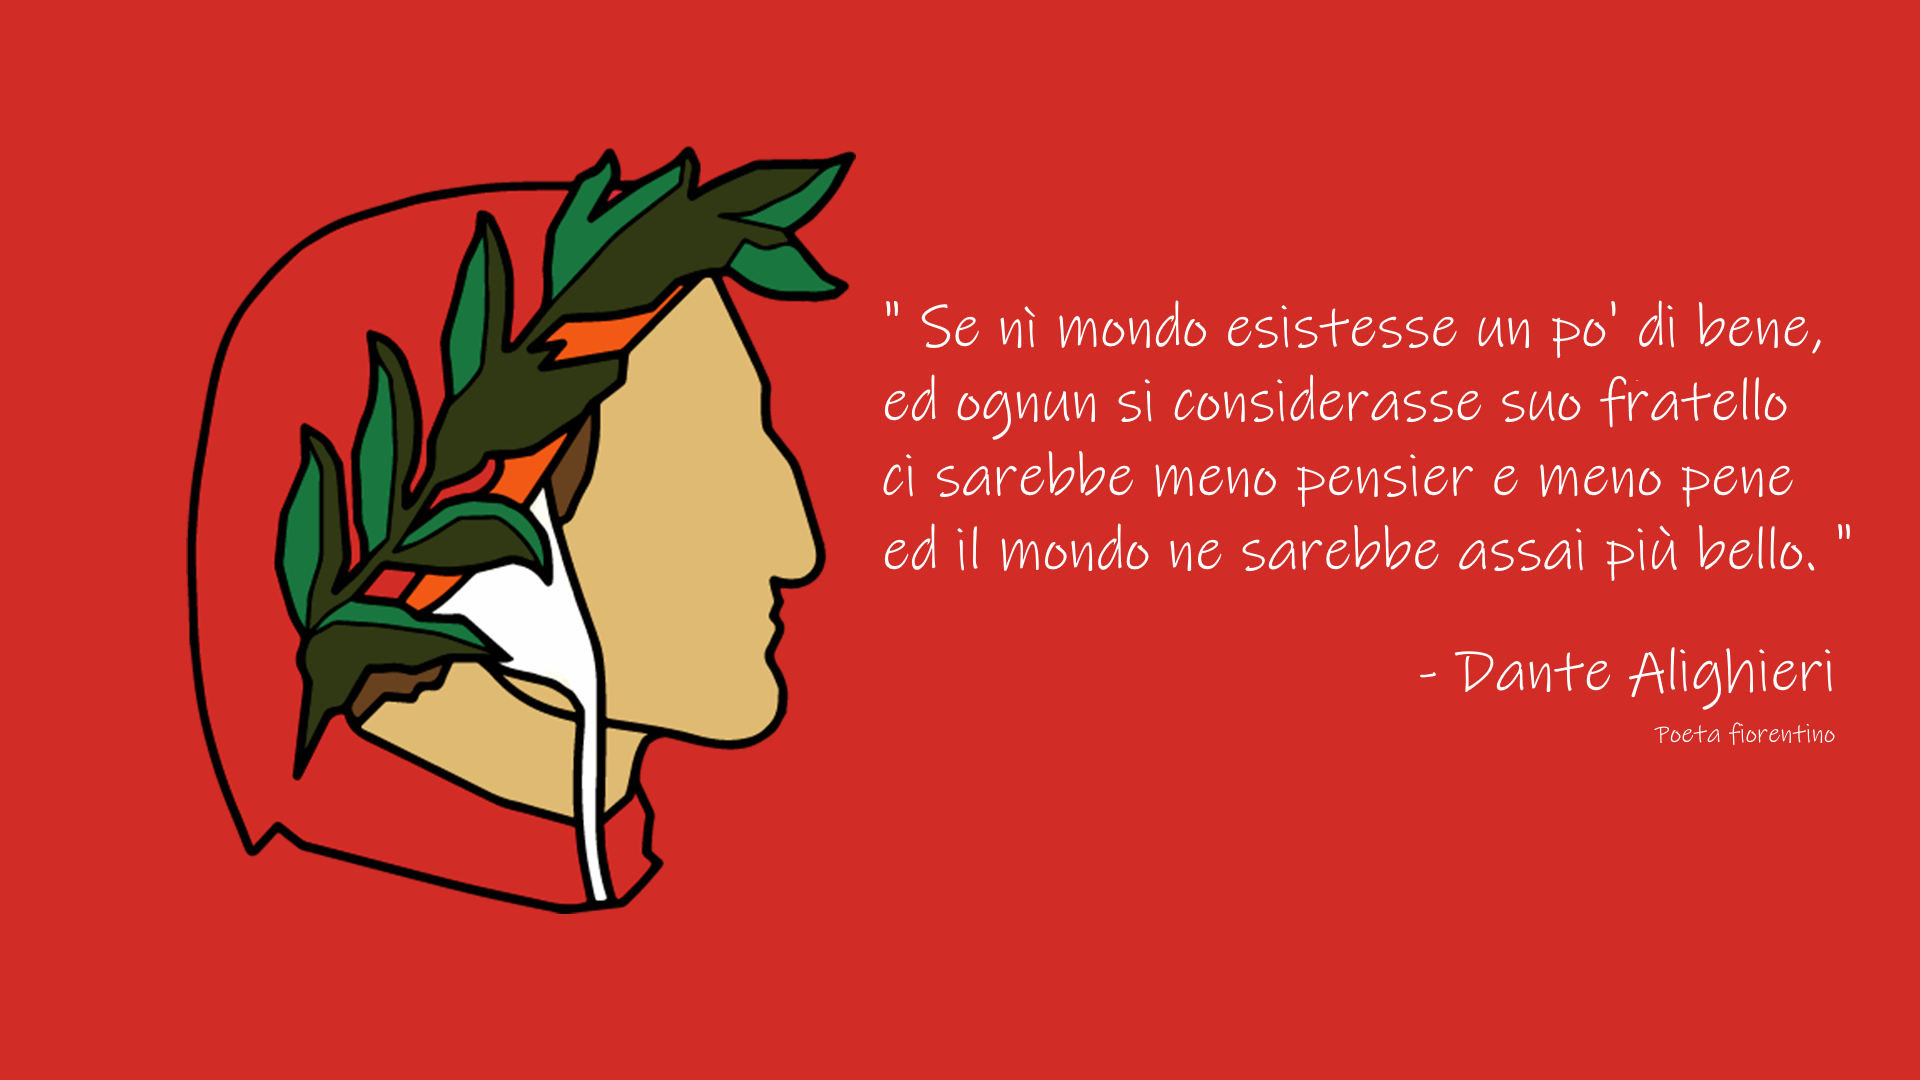 " Se nì mondo esistesse un po' di bene,
ed ognun si considerasse suo fratello
ci sarebbe meno pensier e meno pene
ed il mondo ne sarebbe assai più bello. "
- Dante Alighieri
Poeta fiorentino